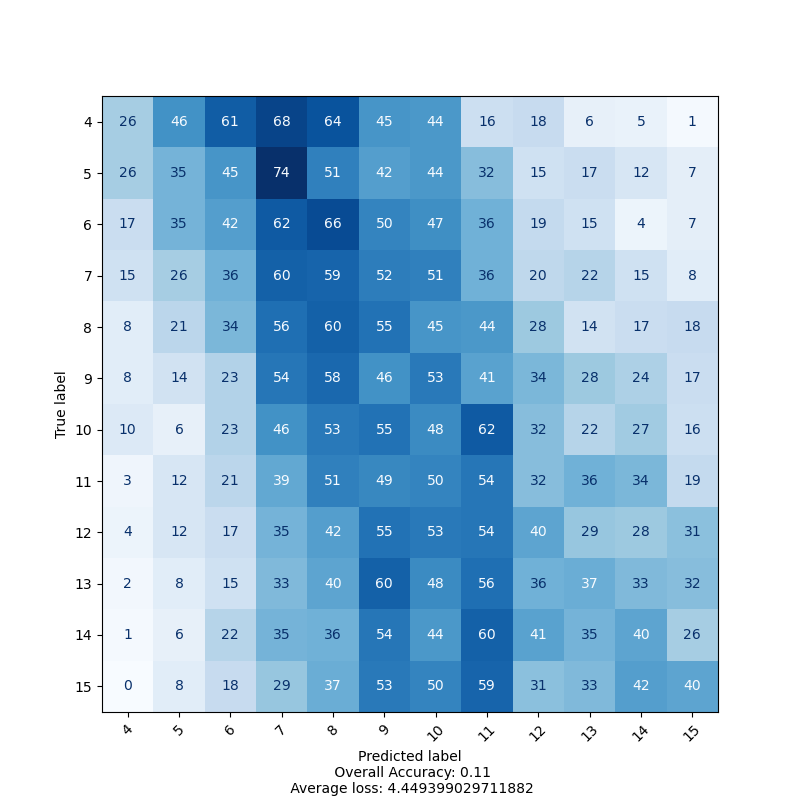 4 26 46 61 68 64 45 44 16 18 6 5 1
5 26 35 45 74 51 42 44 32 15 17 12 7
6 17 35 42 62 66 50 47 36 19 15 4 7
7 15 26 36 60 59 52 51 36 20 22 15 8
8 8 21 34 56 60 55 45 44 28 14 17 18
9 8 14 23 54 58 46 53 41 34 28 24 17
True label
10 10 6 23 46 53 55 48 62 32 22 27 16
11 3 12 21 39 51 49 50 54 32 36 34 19
12 4 12 17 35 42 55 53 54 40 29 28 31
13 2 8 15 33 40 60 48 56 36 37 33 32
14 1 6 22 35 36 54 44 60 41 35 40 26
15 0 8 18 29 37 53 50 59 31 33 42 40
4 5 6 7 8 9 10 11 12 13 14 15
Predicted label
Overall Accuracy: 0.11
Average loss: 4.449399029711882